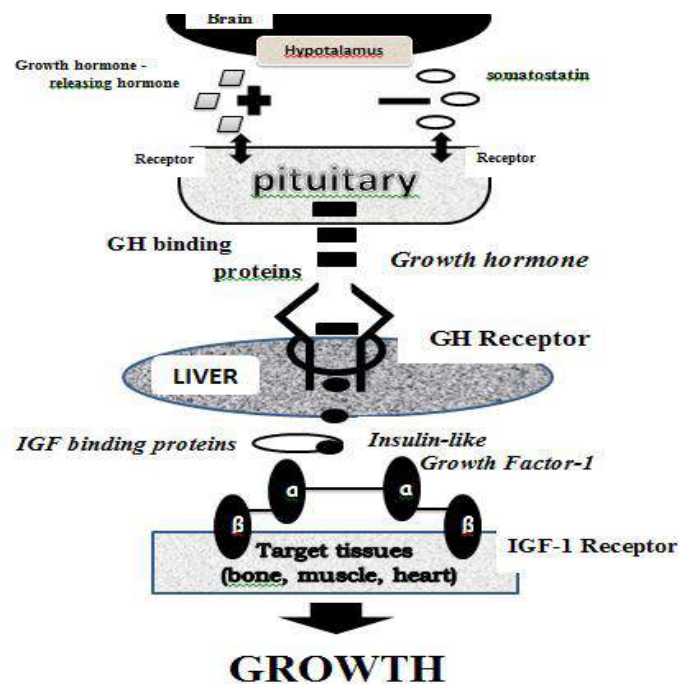 Brain
Hypotalamus
Growth hormone -
releasing hormone
somatostatin
Receptor
Receptor
pituitary
GH binding
proteins
Growth hormone
GH Receptor
LIVER
IGF binding proteins
Insulin-like
Growth Factor-1
α
α
β
β
IGF-1 Receptor
Target tissues
(bone, muscle, heart)
GROWTH